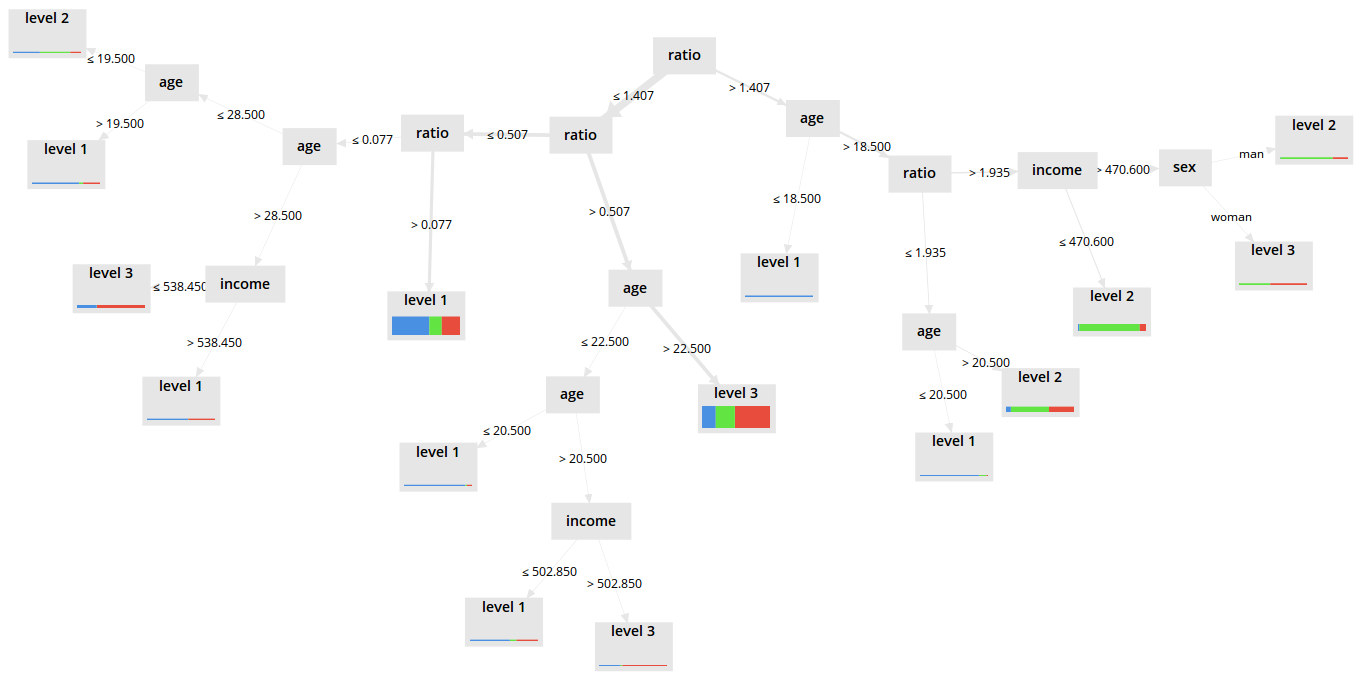 level 2
ratio
≤ 19.500
age
≤ 1.407
> 1.407
> 19.500
≤ 28.500
age
level 1
age
≤ 0.077
ratio
≤ 0.507
ratio
> 18.500
ratio
> 1.935
income
> 470.600
sex
man
level 2
woman
level 3
> 28.500
> 0.077
> 0.507
≤ 18.500
≤ 1.935
≤ 470.600
level 3
≤ 538.450
income
level 1
age
level 1
level 2
> 538.450
≤ 22.500
> 22.500
age
> 20.500
level 2
level 1
age
level 3
≤ 20.500
≤ 20.500
level 1
> 20.500
level 1
income
≤ 502.850
> 502.850
level 1
level 3